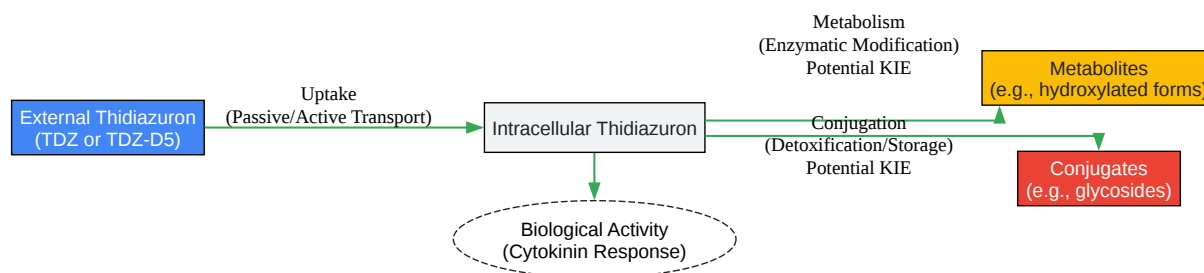 External Thidiazuron
(TDZ or TDZ-D5)
Uptake
(Passive/Active Transport)
Intracellular Thidiazuron
Metabolism
(Enzymatic Modification)
Potential KIE
Metabolites
(e.g., hydroxylated forms)
Conjugation
(Detoxification/Storage)
Potential KIE
Conjugates
(e.g., glycosides)
Biological Activity
(Cytokinin Response)